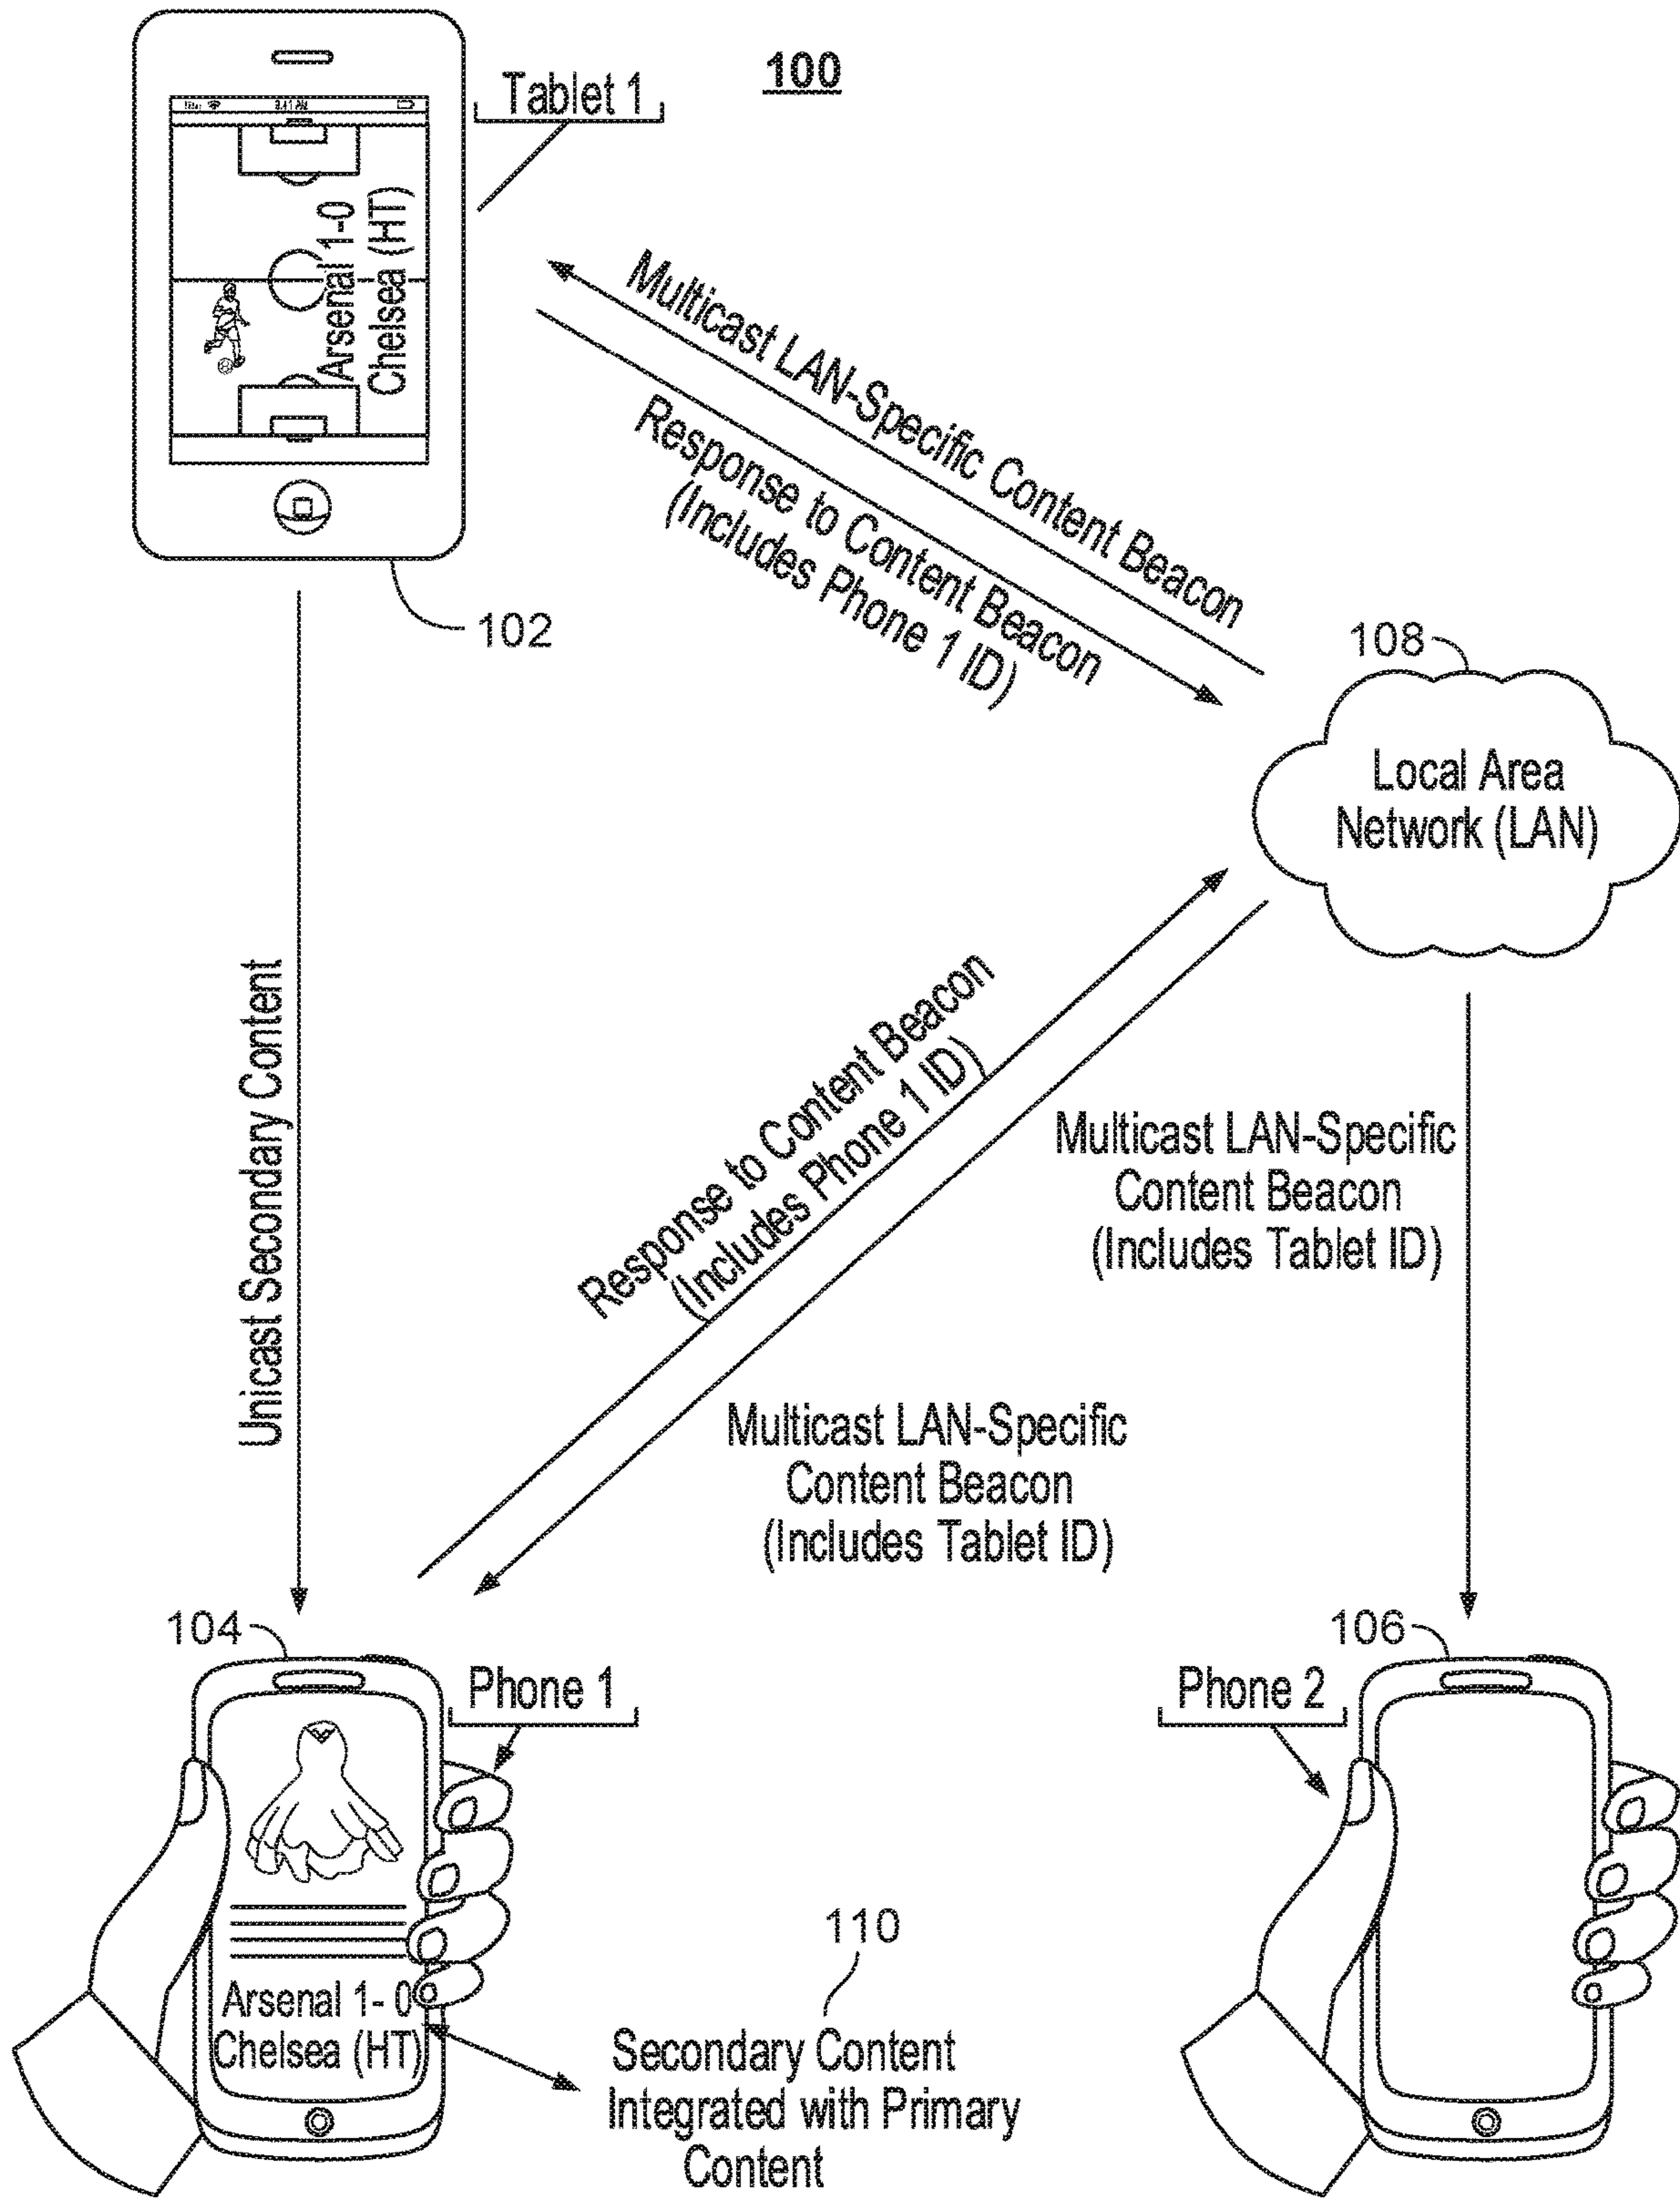 100
Tablet 1
9:41 AM
Arsenal 1-0
Chelsea (HT)
102
Multicast LAN-Specific Content Beacon
Response to Content Beacon
(Includes Phone 1 ID)
108
Local Area
Network (LAN)
Unicast Secondary Content
Response to Content Beacon
(Includes Phone 1 ID)
Multicast LAN-Specific
Content Beacon
(Includes Tablet ID)
Multicast LAN-Specific
Content Beacon
(Includes Tablet ID)
104
Phone 1
106
Phone 2
Arsenal 1- 0
Chelsea (HT)
110
Secondary Content
Integrated with Primary
Content